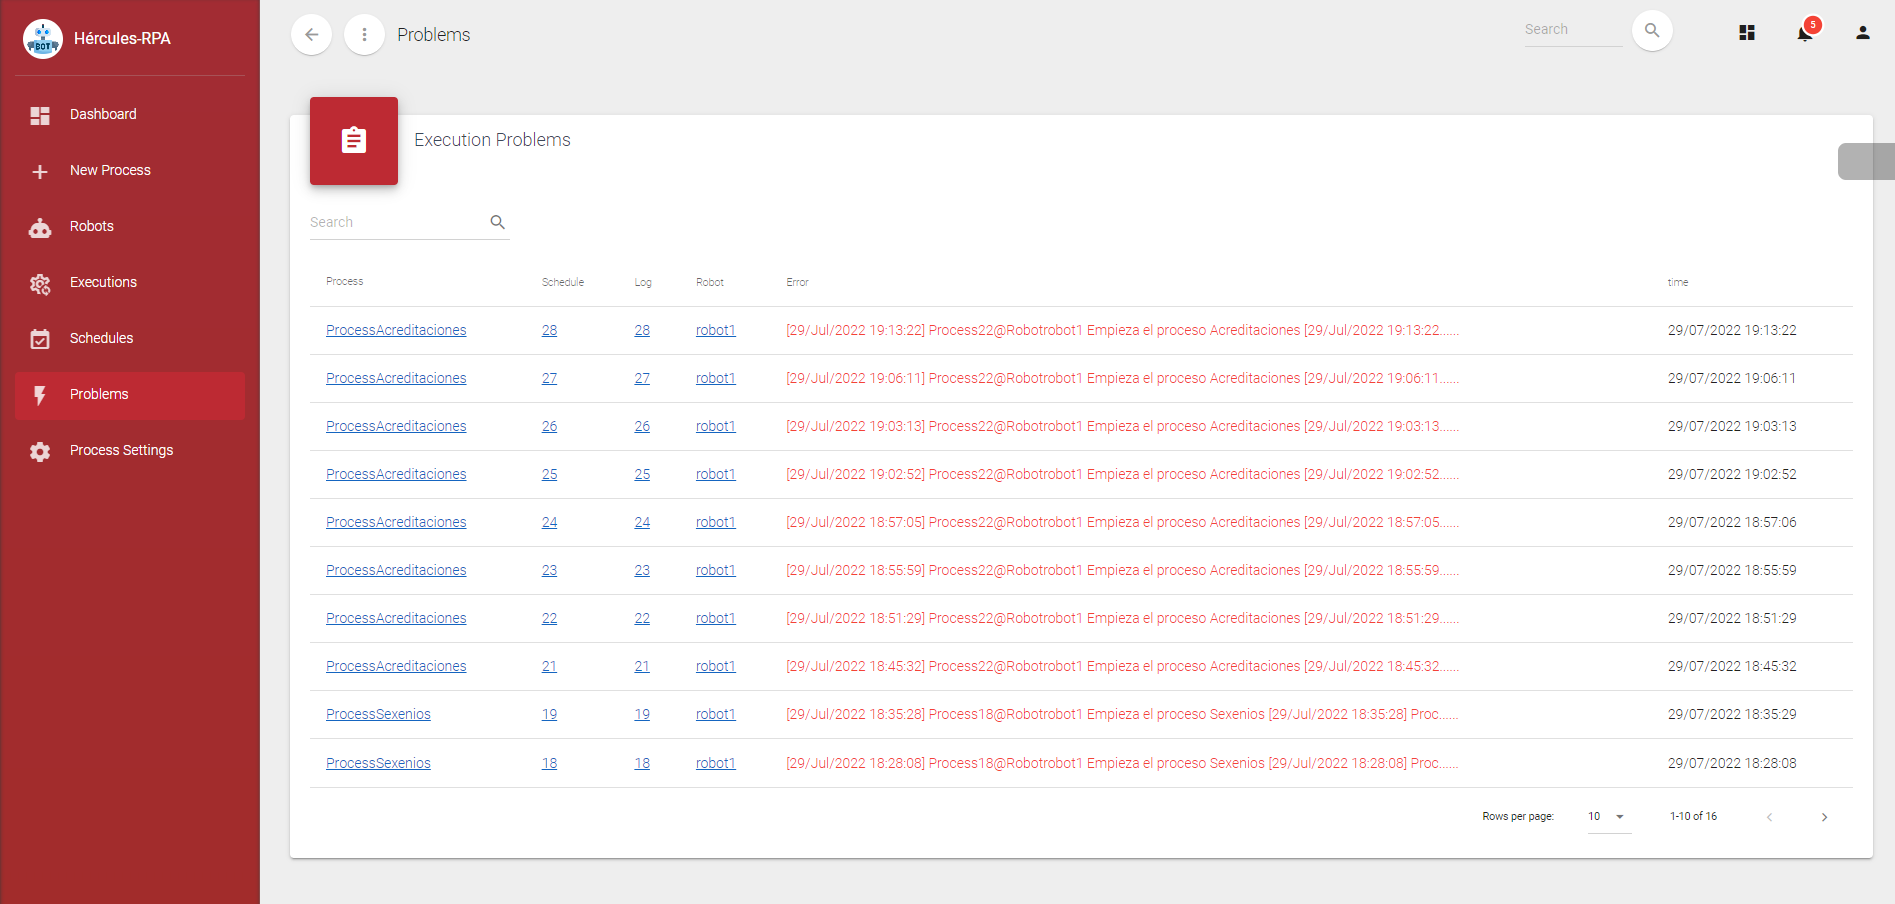 BOT
Hércules-RPA
Dashboard
New Process
Robots
Executions
Schedules
Problems
Process Settings
Problems
Search
5
Execution Problems
Search
Process Schedule Log Robot Error time
ProcessAcreditaciones 28 28 robot1 [29/Jul/2022 19:13:22] Process22@Robotrobot1 Empieza el proceso Acreditaciones [29/Jul/2022 19:13:22...... 29/07/2022 19:13:22
ProcessAcreditaciones 27 27 robot1 [29/Jul/2022 19:06:11] Process22@Robotrobot1 Empieza el proceso Acreditaciones [29/Jul/2022 19:06:11...... 29/07/2022 19:06:11
ProcessAcreditaciones 26 26 robot1 [29/Jul/2022 19:03:13] Process22@Robotrobot1 Empieza el proceso Acreditaciones [29/Jul/2022 19:03:13...... 29/07/2022 19:03:13
ProcessAcreditaciones 25 25 robot1 [29/Jul/2022 19:02:52] Process22@Robotrobot1 Empieza el proceso Acreditaciones [29/Jul/2022 19:02:52...... 29/07/2022 19:02:52
ProcessAcreditaciones 24 24 robot1 [29/Jul/2022 18:57:05] Process22@Robotrobot1 Empieza el proceso Acreditaciones [29/Jul/2022 18:57:05...... 29/07/2022 18:57:06
ProcessAcreditaciones 23 23 robot1 [29/Jul/2022 18:55:59] Process22@Robotrobot1 Empieza el proceso Acreditaciones [29/Jul/2022 18:55:59...... 29/07/2022 18:55:59
ProcessAcreditaciones 22 22 robot1 [29/Jul/2022 18:51:29] Process22@Robotrobot1 Empieza el proceso Acreditaciones [29/Jul/2022 18:51:29...... 29/07/2022 18:51:29
ProcessAcreditaciones 21 21 robot1 [29/Jul/2022 18:45:32] Process22@Robotrobot1 Empieza el proceso Acreditaciones [29/Jul/2022 18:45:32...... 29/07/2022 18:45:32
ProcessSexenios 19 19 robot1 [29/Jul/2022 18:35:28] Process18@Robotrobot1 Empieza el proceso Sexenios [29/Jul/2022 18:35:28] Proc...... 29/07/2022 18:35:29
ProcessSexenios 18 18 robot1 [29/Jul/2022 18:28:08] Process18@Robotrobot1 Empieza el proceso Sexenios [29/Jul/2022 18:28:08] Proc...... 29/07/2022 18:28:08
Rows per page: 10 1-10 of 16